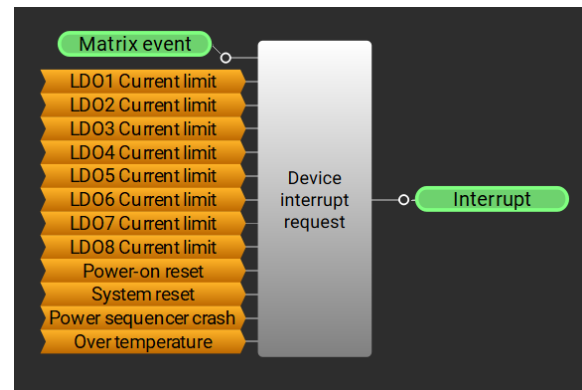 Matrix event
LDO1 Current limit
LDO2 Current limit
LDO3 Current limit
LDO4 Current limit
LDO5 Current limit
LDO6 Current limit
LDO7 Current limit
LDO8 Current limit
Power-on reset
System reset
Power sequencer crash
Over temperature
Device
interrupt
request
Interrupt